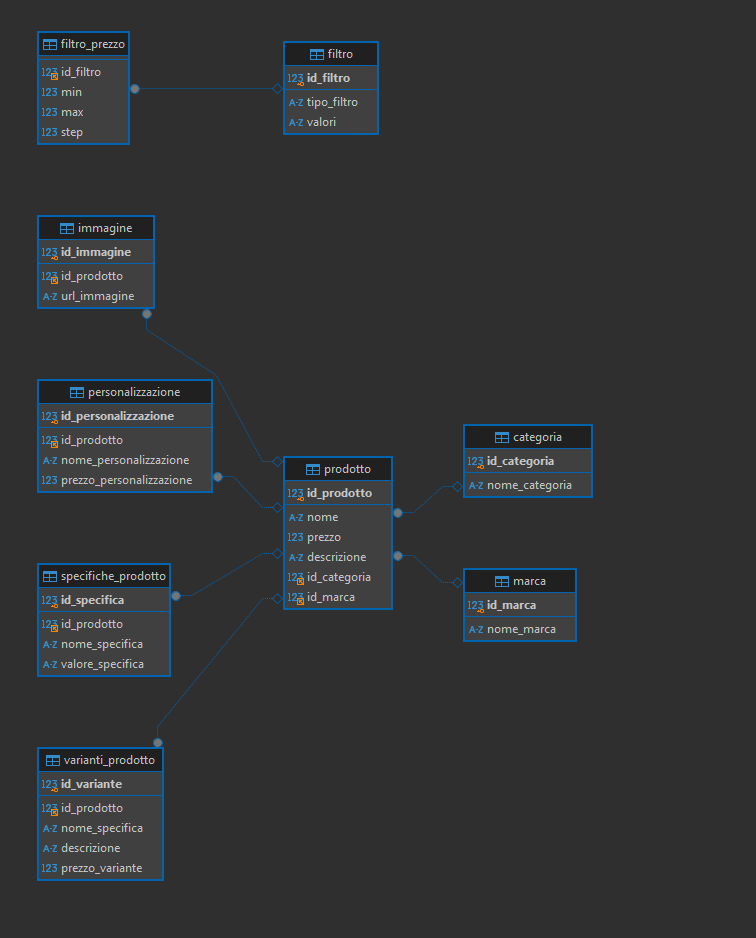 filtro_prezzo
123 id_filtro
123 min
123 max
123 step
filtro
123 id_filtro
A-Z tipo_filtro
A-Z valori
immagine
123 id_immagine
123 id_prodotto
A-Z url_immagine
personalizzazione
123 id_personalizzazione
123 id_prodotto
A-Z nome_personalizzazione
123 prezzo_personalizzazione
prodotto
123 id_prodotto
A-Z nome
123 prezzo
A-Z descrizione
123 id_categoria
123 id_marca
categoria
123 id_categoria
A-Z nome_categoria
marca
123 id_marca
A-Z nome_marca
specifiche_prodotto
123 id_specifica
123 id_prodotto
A-Z nome_specifica
A-Z valore_specifica
varianti_prodotto
123 id_variante
123 id_prodotto
A-Z nome_specifica
A-Z descrizione
123 prezzo_variante